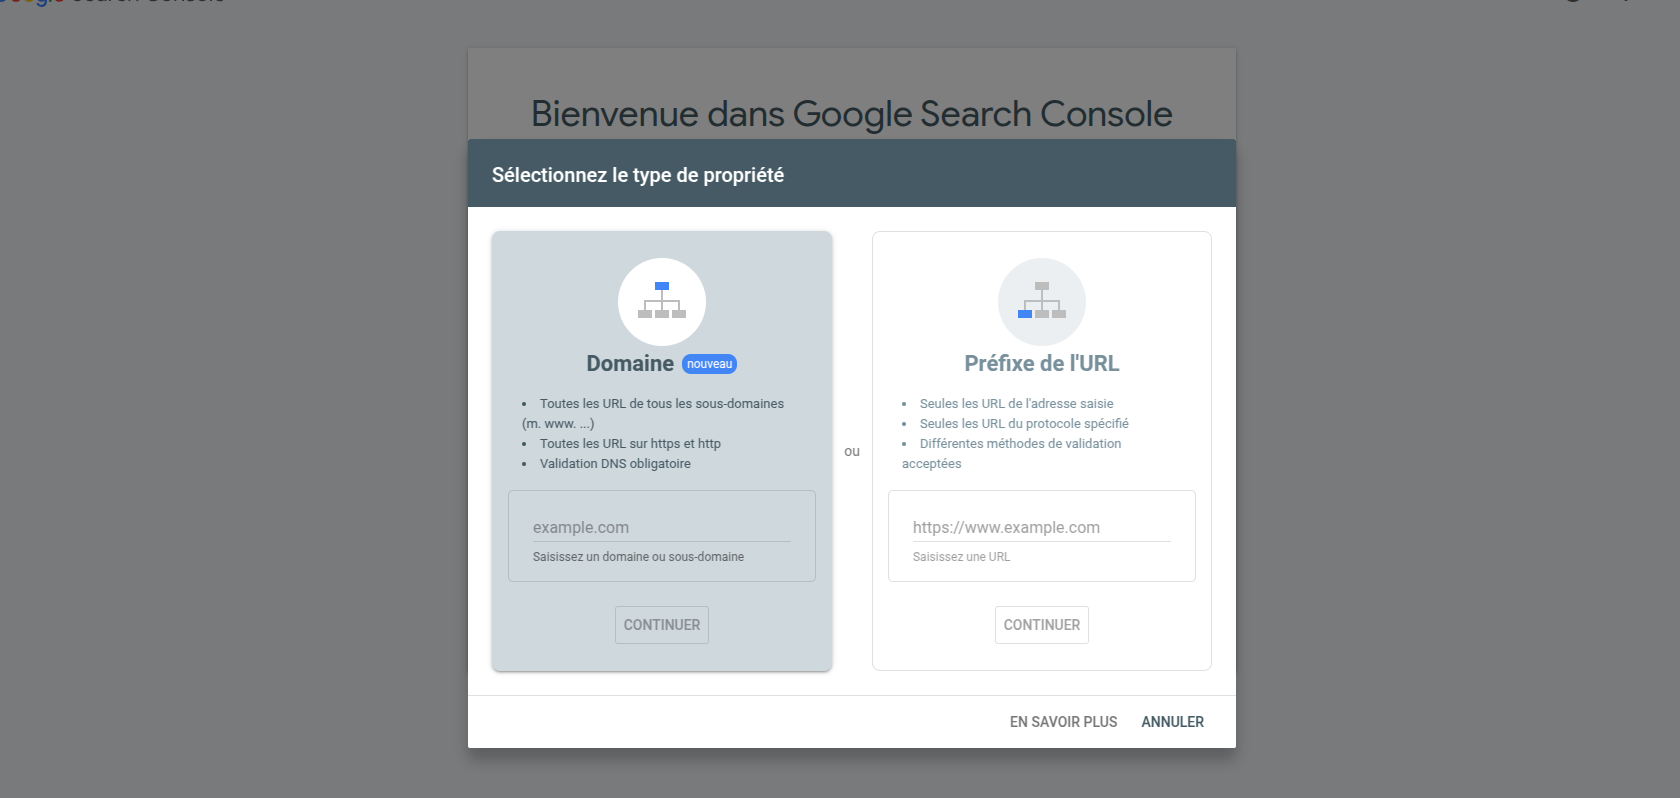 Bienvenue dans Google Search Console
Sélectionnez le type de propriété
Domaine nouveau
• Toutes les URL de tous les sous-domaines
(m. www. ...)
• Toutes les URL sur https et http
• Validation DNS obligatoire
example.com
Saisissez un domaine ou sous-domaine
CONTINUER
ou
Préfixe de l'URL
• Seules les URL de l'adresse saisie
• Seules les URL du protocole spécifié
• Différentes méthodes de validation
acceptées
https://www.example.com
Saisissez une URL
CONTINUER
EN SAVOIR PLUS ANNULER